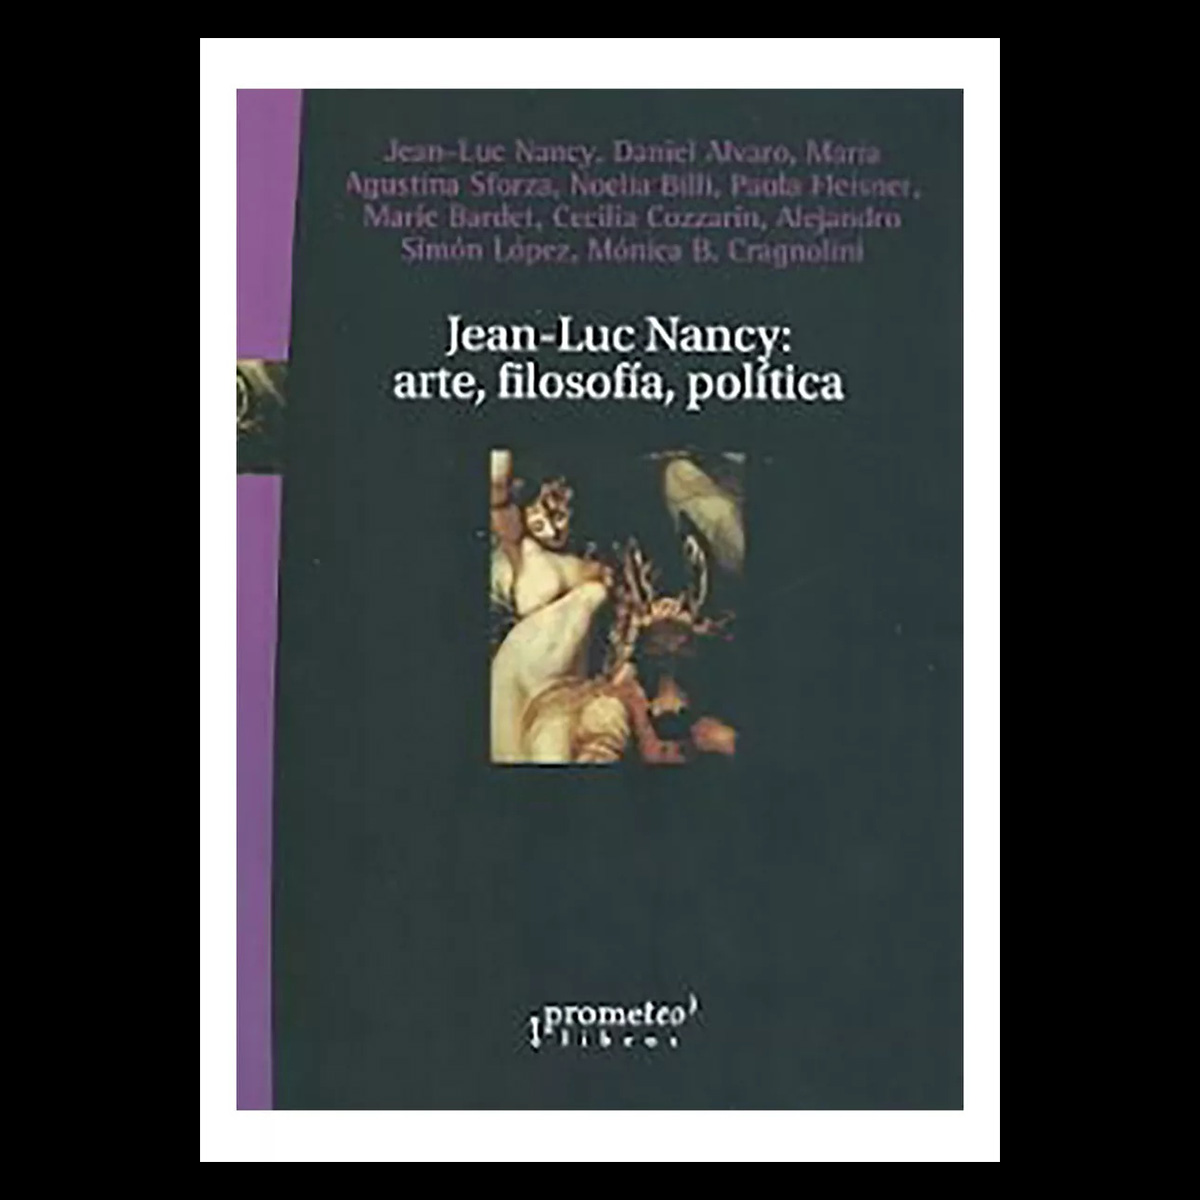 Jean-Luc Nancy, Daniel Alvaro, María
Agustina Sforza, Noelia Billi, Paula Fleisner,
Marie Bardet, Cecilia Cozzarin, Alejandro
Simón López, Mónica B. Cragnolini
Jean-Luc Nancy:
arte, filosofía, política
prometeo
libros